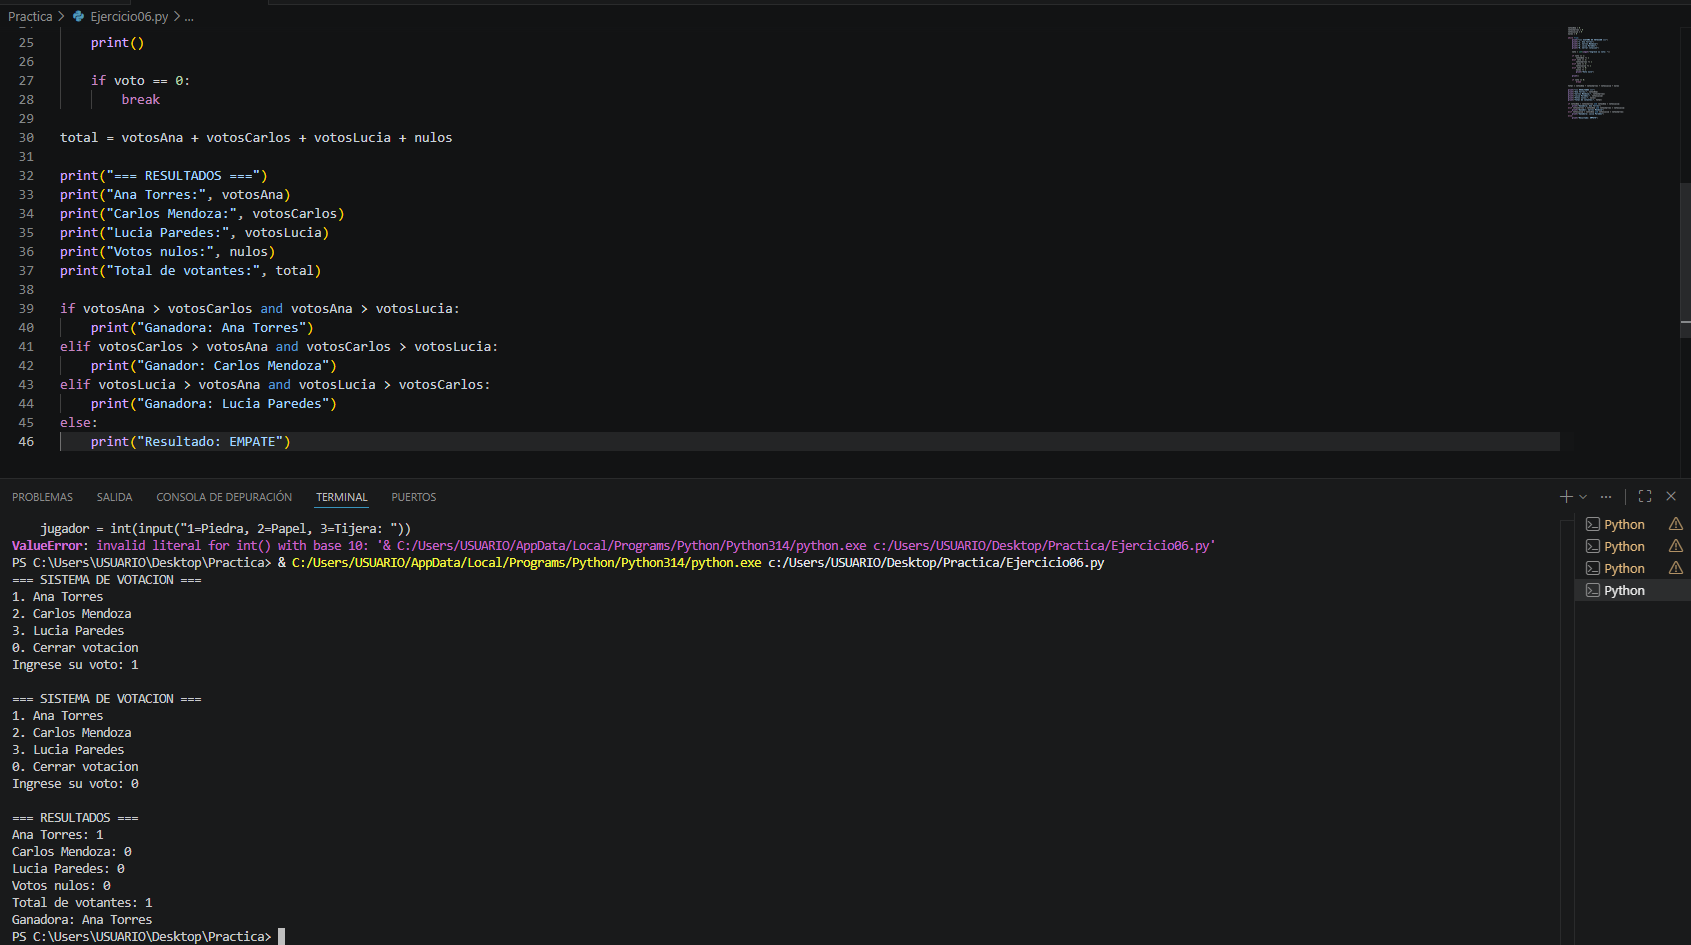 Practica > Ejercicio06.py > ...
25 print()
26
27 if voto == 0:
28 break
29
30 total = votosAna + votosCarlos + votosLucia + nulos
31
32 print("=== RESULTADOS ===")
33 print("Ana Torres:", votosAna)
34 print("Carlos Mendoza:", votosCarlos)
35 print("Lucia Paredes:", votosLucia)
36 print("Votos nulos:", nulos)
37 print("Total de votantes:", total)
38
39 if votosAna > votosCarlos and votosAna > votosLucia:
40 print("Ganadora: Ana Torres")
41 elif votosCarlos > votosAna and votosCarlos > votosLucia:
42 print("Ganador: Carlos Mendoza")
43 elif votosLucia > votosAna and votosLucia > votosCarlos:
44 print("Ganadora: Lucia Paredes")
45 else:
46 print("Resultado: EMPATE")
PROBLEMAS SALIDA CONSOLA DE DEPURACIÓN TERMINAL PUERTOS
jugador = int(input("1=Piedra, 2=Papel, 3=Tijera: "))
ValueError: invalid literal for int() with base 10: '& C:/Users/USUARIO/AppData/Local/Programs/Python/Python314/python.exe c:/Users/USUARIO/Desktop/Practica/Ejercicio06.py'
PS C:\Users\USUARIO\Desktop\Practica> & C:/Users/USUARIO/AppData/Local/Programs/Python/Python314/python.exe c:/Users/USUARIO/Desktop/Practica/Ejercicio06.py
=== SISTEMA DE VOTACION ===
1. Ana Torres
2. Carlos Mendoza
3. Lucia Paredes
0. Cerrar votacion
Ingrese su voto: 1

=== SISTEMA DE VOTACION ===
1. Ana Torres
2. Carlos Mendoza
3. Lucia Paredes
0. Cerrar votacion
Ingrese su voto: 0

=== RESULTADOS ===
Ana Torres: 1
Carlos Mendoza: 0
Lucia Paredes: 0
Votos nulos: 0
Total de votantes: 1
Ganadora: Ana Torres
PS C:\Users\USUARIO\Desktop\Practica>
Python
Python
Python
Python